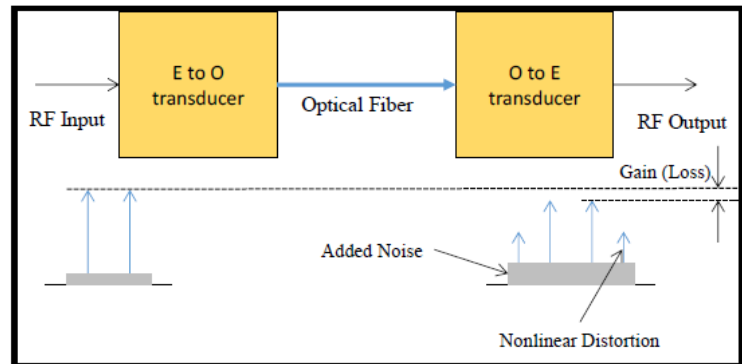 E to O
transducer
O to E
transducer
RF Input
Optical Fiber
RF Output
Gain (Loss)
Added Noise
Nonlinear Distortion